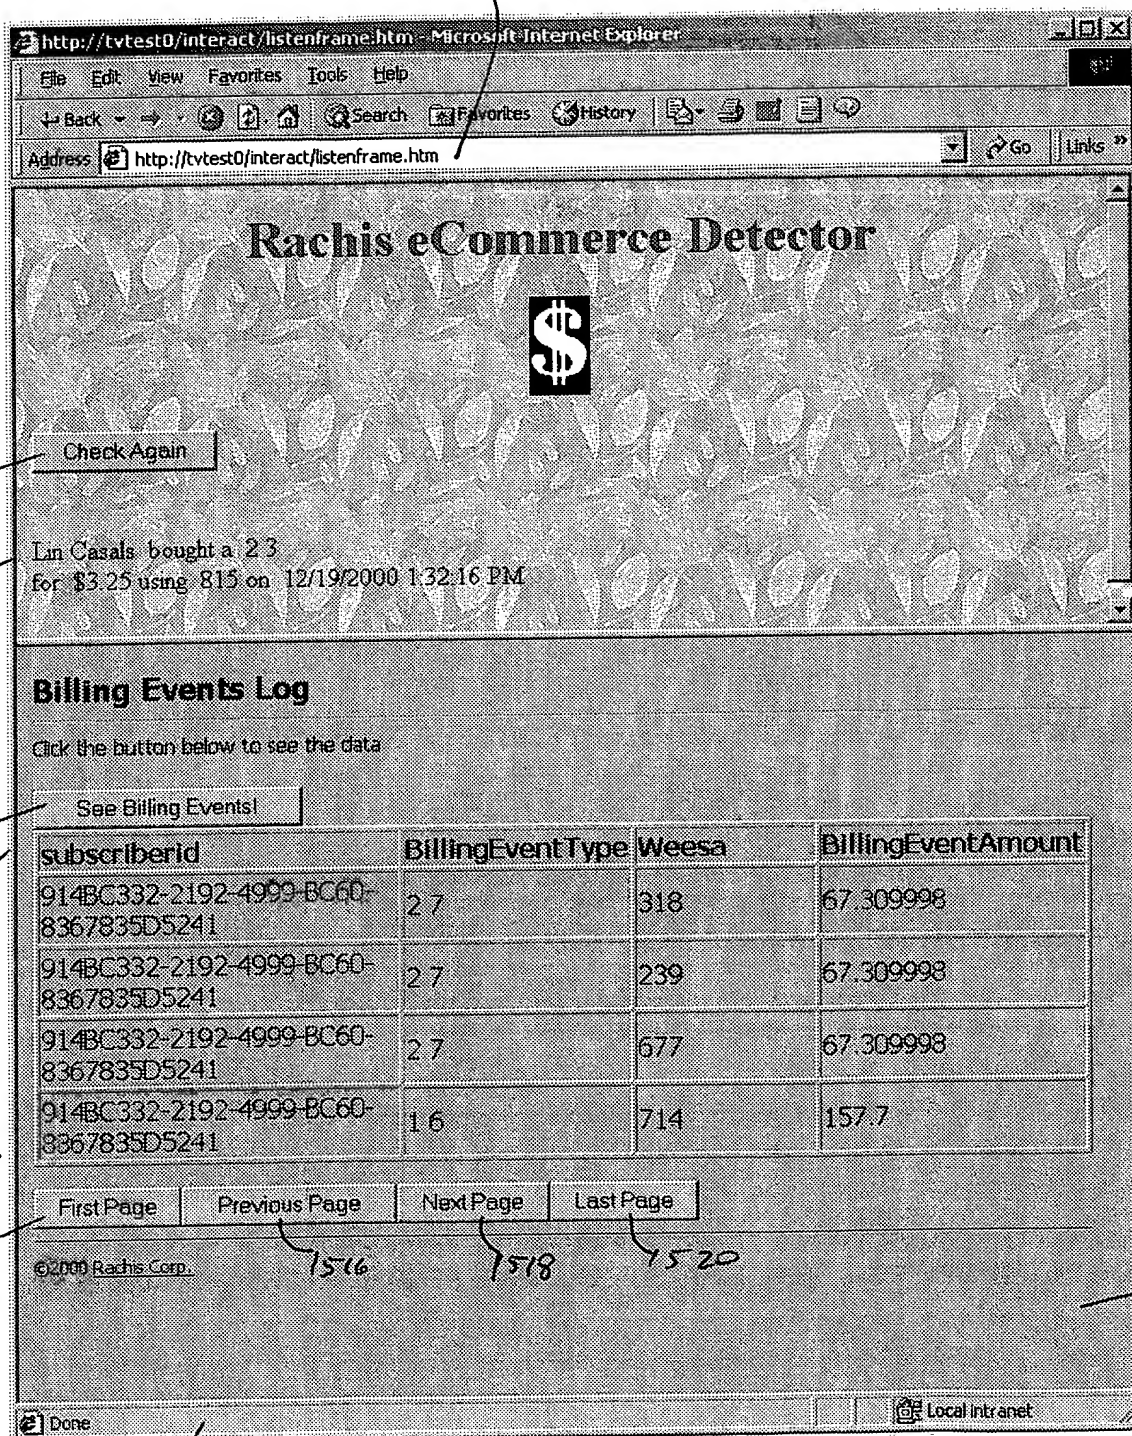 http://tvtest0/interact/listenframe.htm - Microsoft Internet Explorer
File Edit View Favorites Tools Help
Back Search Favorites History
Address http://tvtest0/interact/listenframe.htm Go Links »
Rachis eCommerce Detector
$
Check Again
Lin Casals bought a 2 3
for $3.25 using 815 on 12/19/2000 1:32:16 PM
Billing Events Log
Click the button below to see the data
See Billing Events!
subscriberid BillingEventType Weesa BillingEventAmount
914BC332-2192-4999-BC60-
8367835D5241 2 7 318 67.309998
914BC332-2192-4999-BC60-
8367835D5241 2 7 239 67.309998
914BC332-2192-4999-BC60-
8367835D5241 2 7 677 67.309998
914BC332-2192-4999-BC60-
8367835D5241 1 6 714 157.7
First Page Previous Page Next Page Last Page
1516 1518 1520
©2000 Rachis Corp.
Done Local intranet